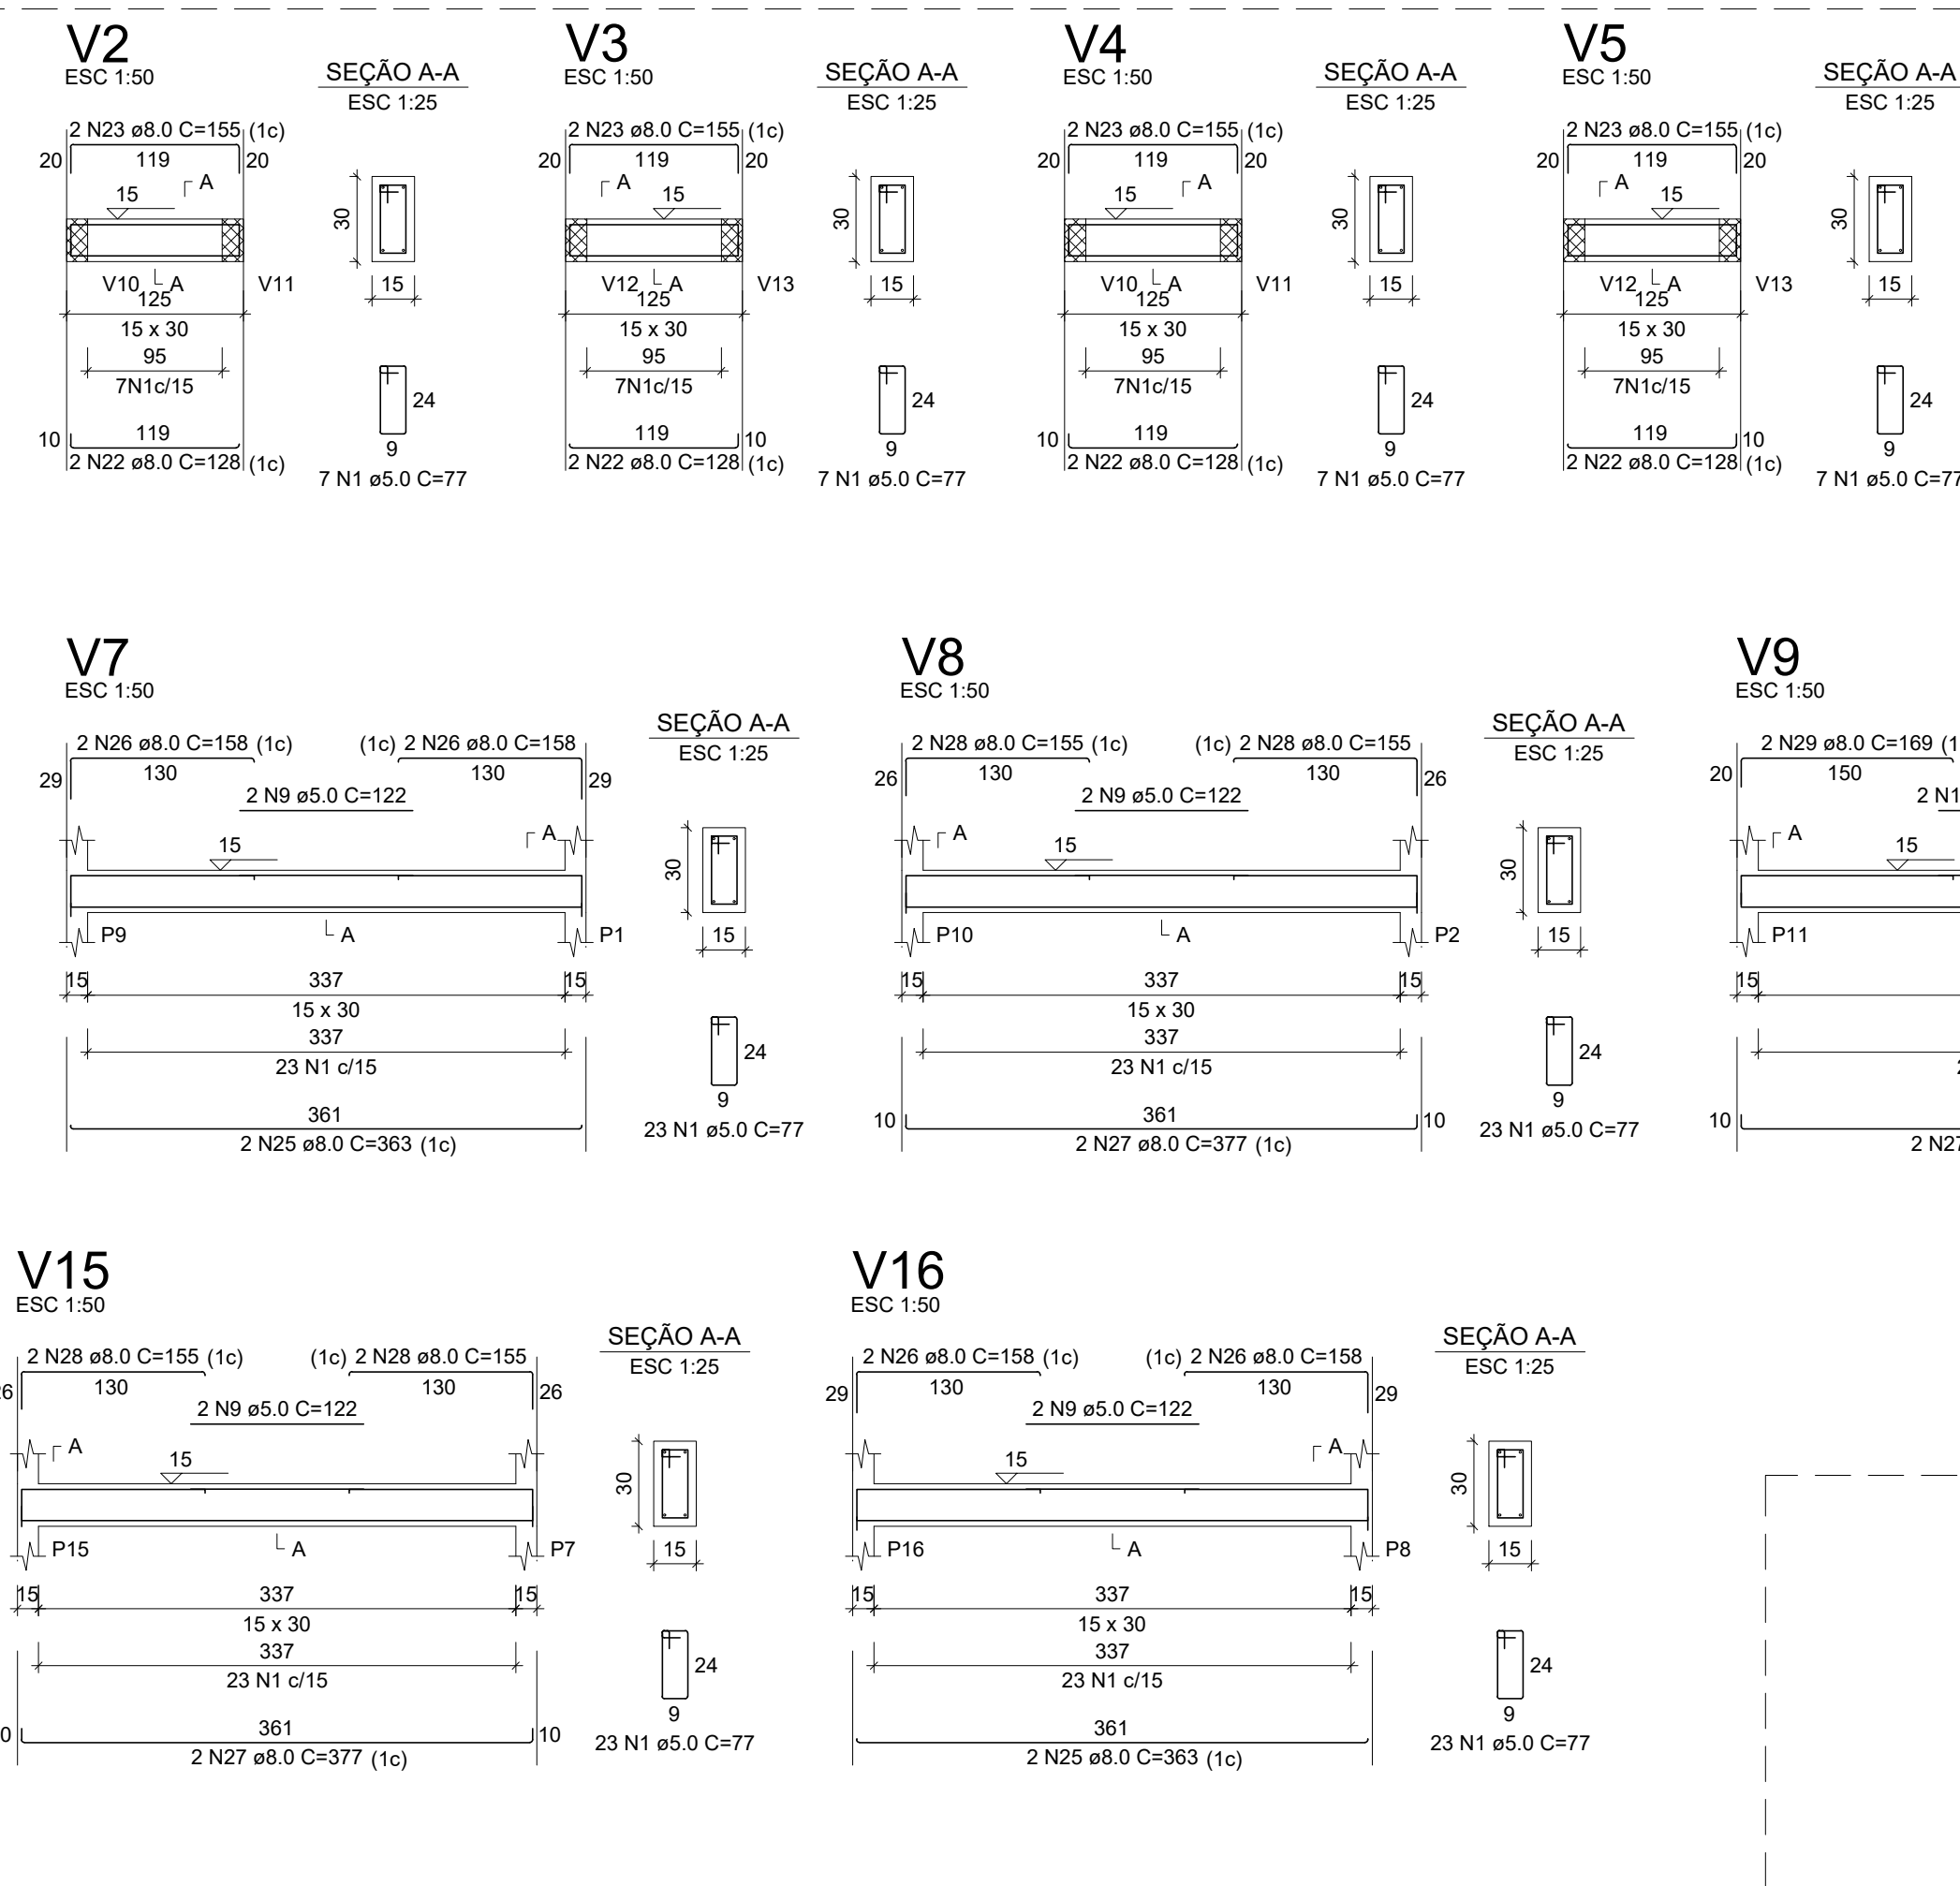 V2
ESC 1:50
SEÇÃO A-A
ESC 1:25
2 N23 ø8.0 C=155 (1c)
20 119 20
15 A
30
V10 A V11
15
125
15 x 30
95
7N1c/15
24
10 119
9
2 N22 ø8.0 C=128 (1c)
7 N1 ø5.0 C=77
V3
ESC 1:50
SEÇÃO A-A
ESC 1:25
2 N23 ø8.0 C=155 (1c)
20 119 20
A 15
30
V12 A V13
15
125
15 x 30
95
7N1c/15
24
119 10
9
2 N22 ø8.0 C=128 (1c)
7 N1 ø5.0 C=77
V4
ESC 1:50
SEÇÃO A-A
ESC 1:25
2 N23 ø8.0 C=155 (1c)
20 119 20
15 A
30
V10 A V11
15
125
15 x 30
95
7N1c/15
24
10 119
9
2 N22 ø8.0 C=128 (1c)
7 N1 ø5.0 C=77
V5
ESC 1:50
SEÇÃO A-A
ESC 1:25
2 N23 ø8.0 C=155 (1c)
20 119 20
A 15
30
V12 A V13
15
125
15 x 30
95
7N1c/15
24
119 10
9
2 N22 ø8.0 C=128 (1c)
7 N1 ø5.0 C=77
V7
ESC 1:50
SEÇÃO A-A
ESC 1:25
2 N26 ø8.0 C=158 (1c) (1c) 2 N26 ø8.0 C=158
29 130 130 29
2 N9 ø5.0 C=122
15 A
30
P9 A P1
15
15 337 15
15 x 30
337
23 N1 c/15
24
9
361
23 N1 ø5.0 C=77
2 N25 ø8.0 C=363 (1c)
V8
ESC 1:50
SEÇÃO A-A
ESC 1:25
2 N28 ø8.0 C=155 (1c) (1c) 2 N28 ø8.0 C=155
26 130 130 26
2 N9 ø5.0 C=122
A 15
30
P10 A P2
15
15 337 15
15 x 30
337
23 N1 c/15
24
9
10 361 10
23 N1 ø5.0 C=77
2 N27 ø8.0 C=377 (1c)
V9
ESC 1:50
2 N29 ø8.0 C=169 (1
20 150
2 N1
A 15
P11
15
10
2 N27
V15
ESC 1:50
SEÇÃO A-A
ESC 1:25
2 N28 ø8.0 C=155 (1c) (1c) 2 N28 ø8.0 C=155
6 130 130 26
2 N9 ø5.0 C=122
A 15
30
P15 A P7
15
15 337 15
15 x 30
337
23 N1 c/15
24
9
0 361 10
23 N1 ø5.0 C=77
2 N27 ø8.0 C=377 (1c)
V16
ESC 1:50
SEÇÃO A-A
ESC 1:25
2 N26 ø8.0 C=158 (1c) (1c) 2 N26 ø8.0 C=158
29 130 130 29
2 N9 ø5.0 C=122
15 A
30
P16 A P8
15
15 337 15
15 x 30
337
23 N1 c/15
24
9
361
23 N1 ø5.0 C=77
2 N25 ø8.0 C=363 (1c)